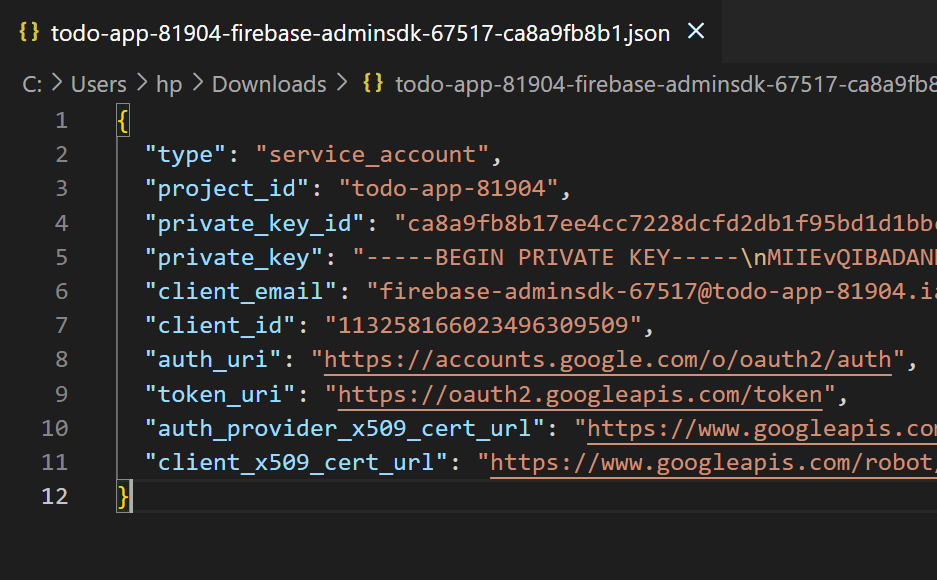 {} todo-app-81904-firebase-adminsdk-67517-ca8a9fb8b1.json ×
C: > Users > hp > Downloads > {} todo-app-81904-firebase-adminsdk-67517-ca8a9fb8
1 {
2 "type": "service_account",
3 "project_id": "todo-app-81904",
4 "private_key_id": "ca8a9fb8b17ee4cc7228dcfd2db1f95bd1d1bbc
5 "private_key": "-----BEGIN PRIVATE KEY-----\nMIIEvQIBADAN
6 "client_email": "firebase-adminsdk-67517@todo-app-81904.ia
7 "client_id": "113258166023496309509",
8 "auth_uri": "https://accounts.google.com/o/oauth2/auth",
9 "token_uri": "https://oauth2.googleapis.com/token",
10 "auth_provider_x509_cert_url": "https://www.googleapis.com
11 "client_x509_cert_url": "https://www.googleapis.com/robot/
12 }